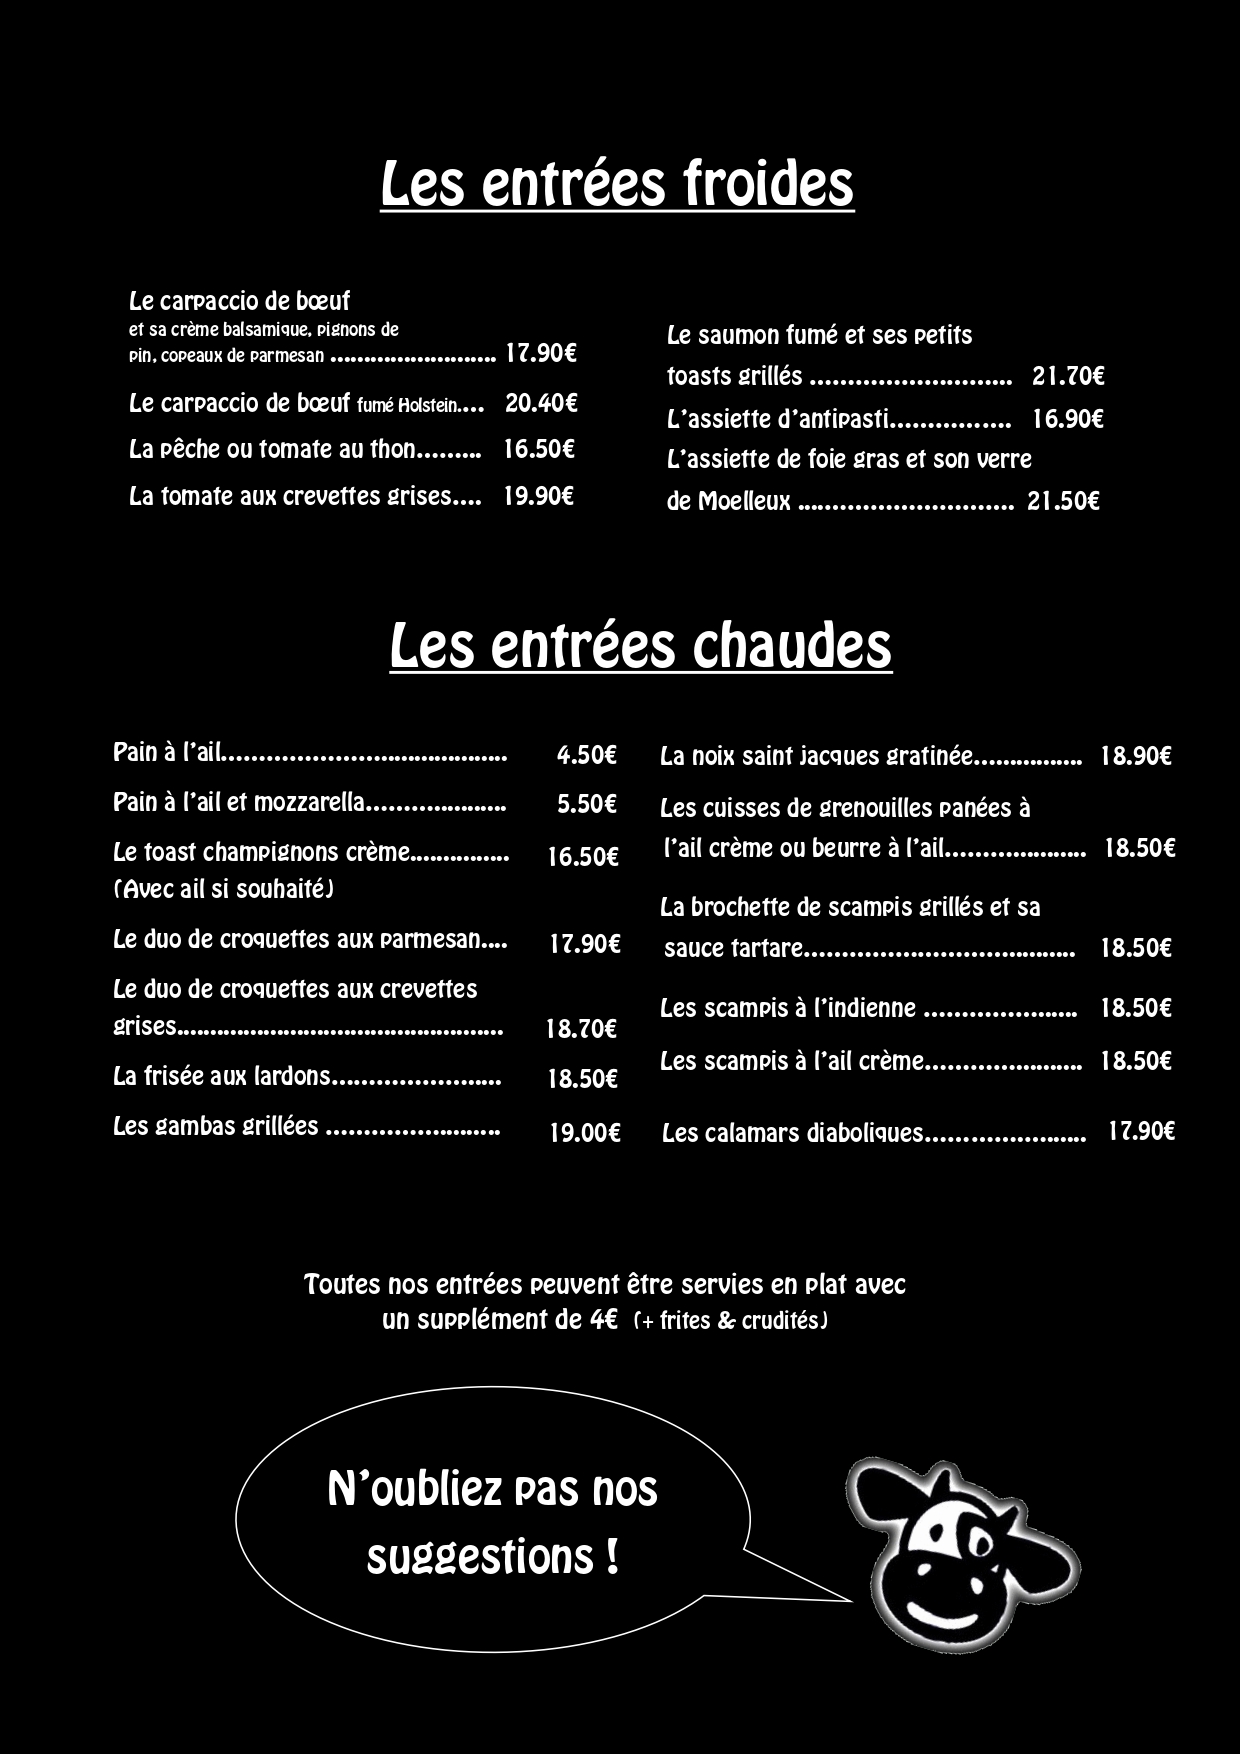 Les entrées froides
Le carpaccio de bœuf
et sa crème balsamique, pignons de
pin, copeaux de parmesan ......................... 17.90€
Le carpaccio de bœuf fumé Holstein.... 20.40€
La pêche ou tomate au thon......... 16.50€
La tomate aux crevettes grises.... 19.90€
Le saumon fumé et ses petits
toasts grillés ........................... 21.70€
L'assiette d'antipasti................ 16.90€
L'assiette de foie gras et son verre
de Moelleux ............................. 21.50€
Les entrées chaudes
Pain à l'ail....................................... 4.50€
Pain à l'ail et mozzarella................... 5.50€
Le toast champignons crème............... 16.50€
(Avec ail si souhaité)
Le duo de croquettes aux parmesan.... 17.90€
Le duo de croquettes aux crevettes
grises................................................. 18.70€
La frisée aux lardons....................... 18.50€
Les gambas grillées ........................ 19.00€
La noix saint jacques gratinée................ 18.90€
Les cuisses de grenouilles panées à
l'ail crème ou beurre à l'ail.................... 18.50€
La brochette de scampis grillés et sa
sauce tartare...................................... 18.50€
Les scampis à l'indienne ..................... 18.50€
Les scampis à l'ail crème...................... 18.50€
Les calamars diaboliques...................... 17.90€
Toutes nos entrées peuvent être servies en plat avec
un supplément de 4€ (+ frites & crudités)
N'oubliez pas nos
suggestions !